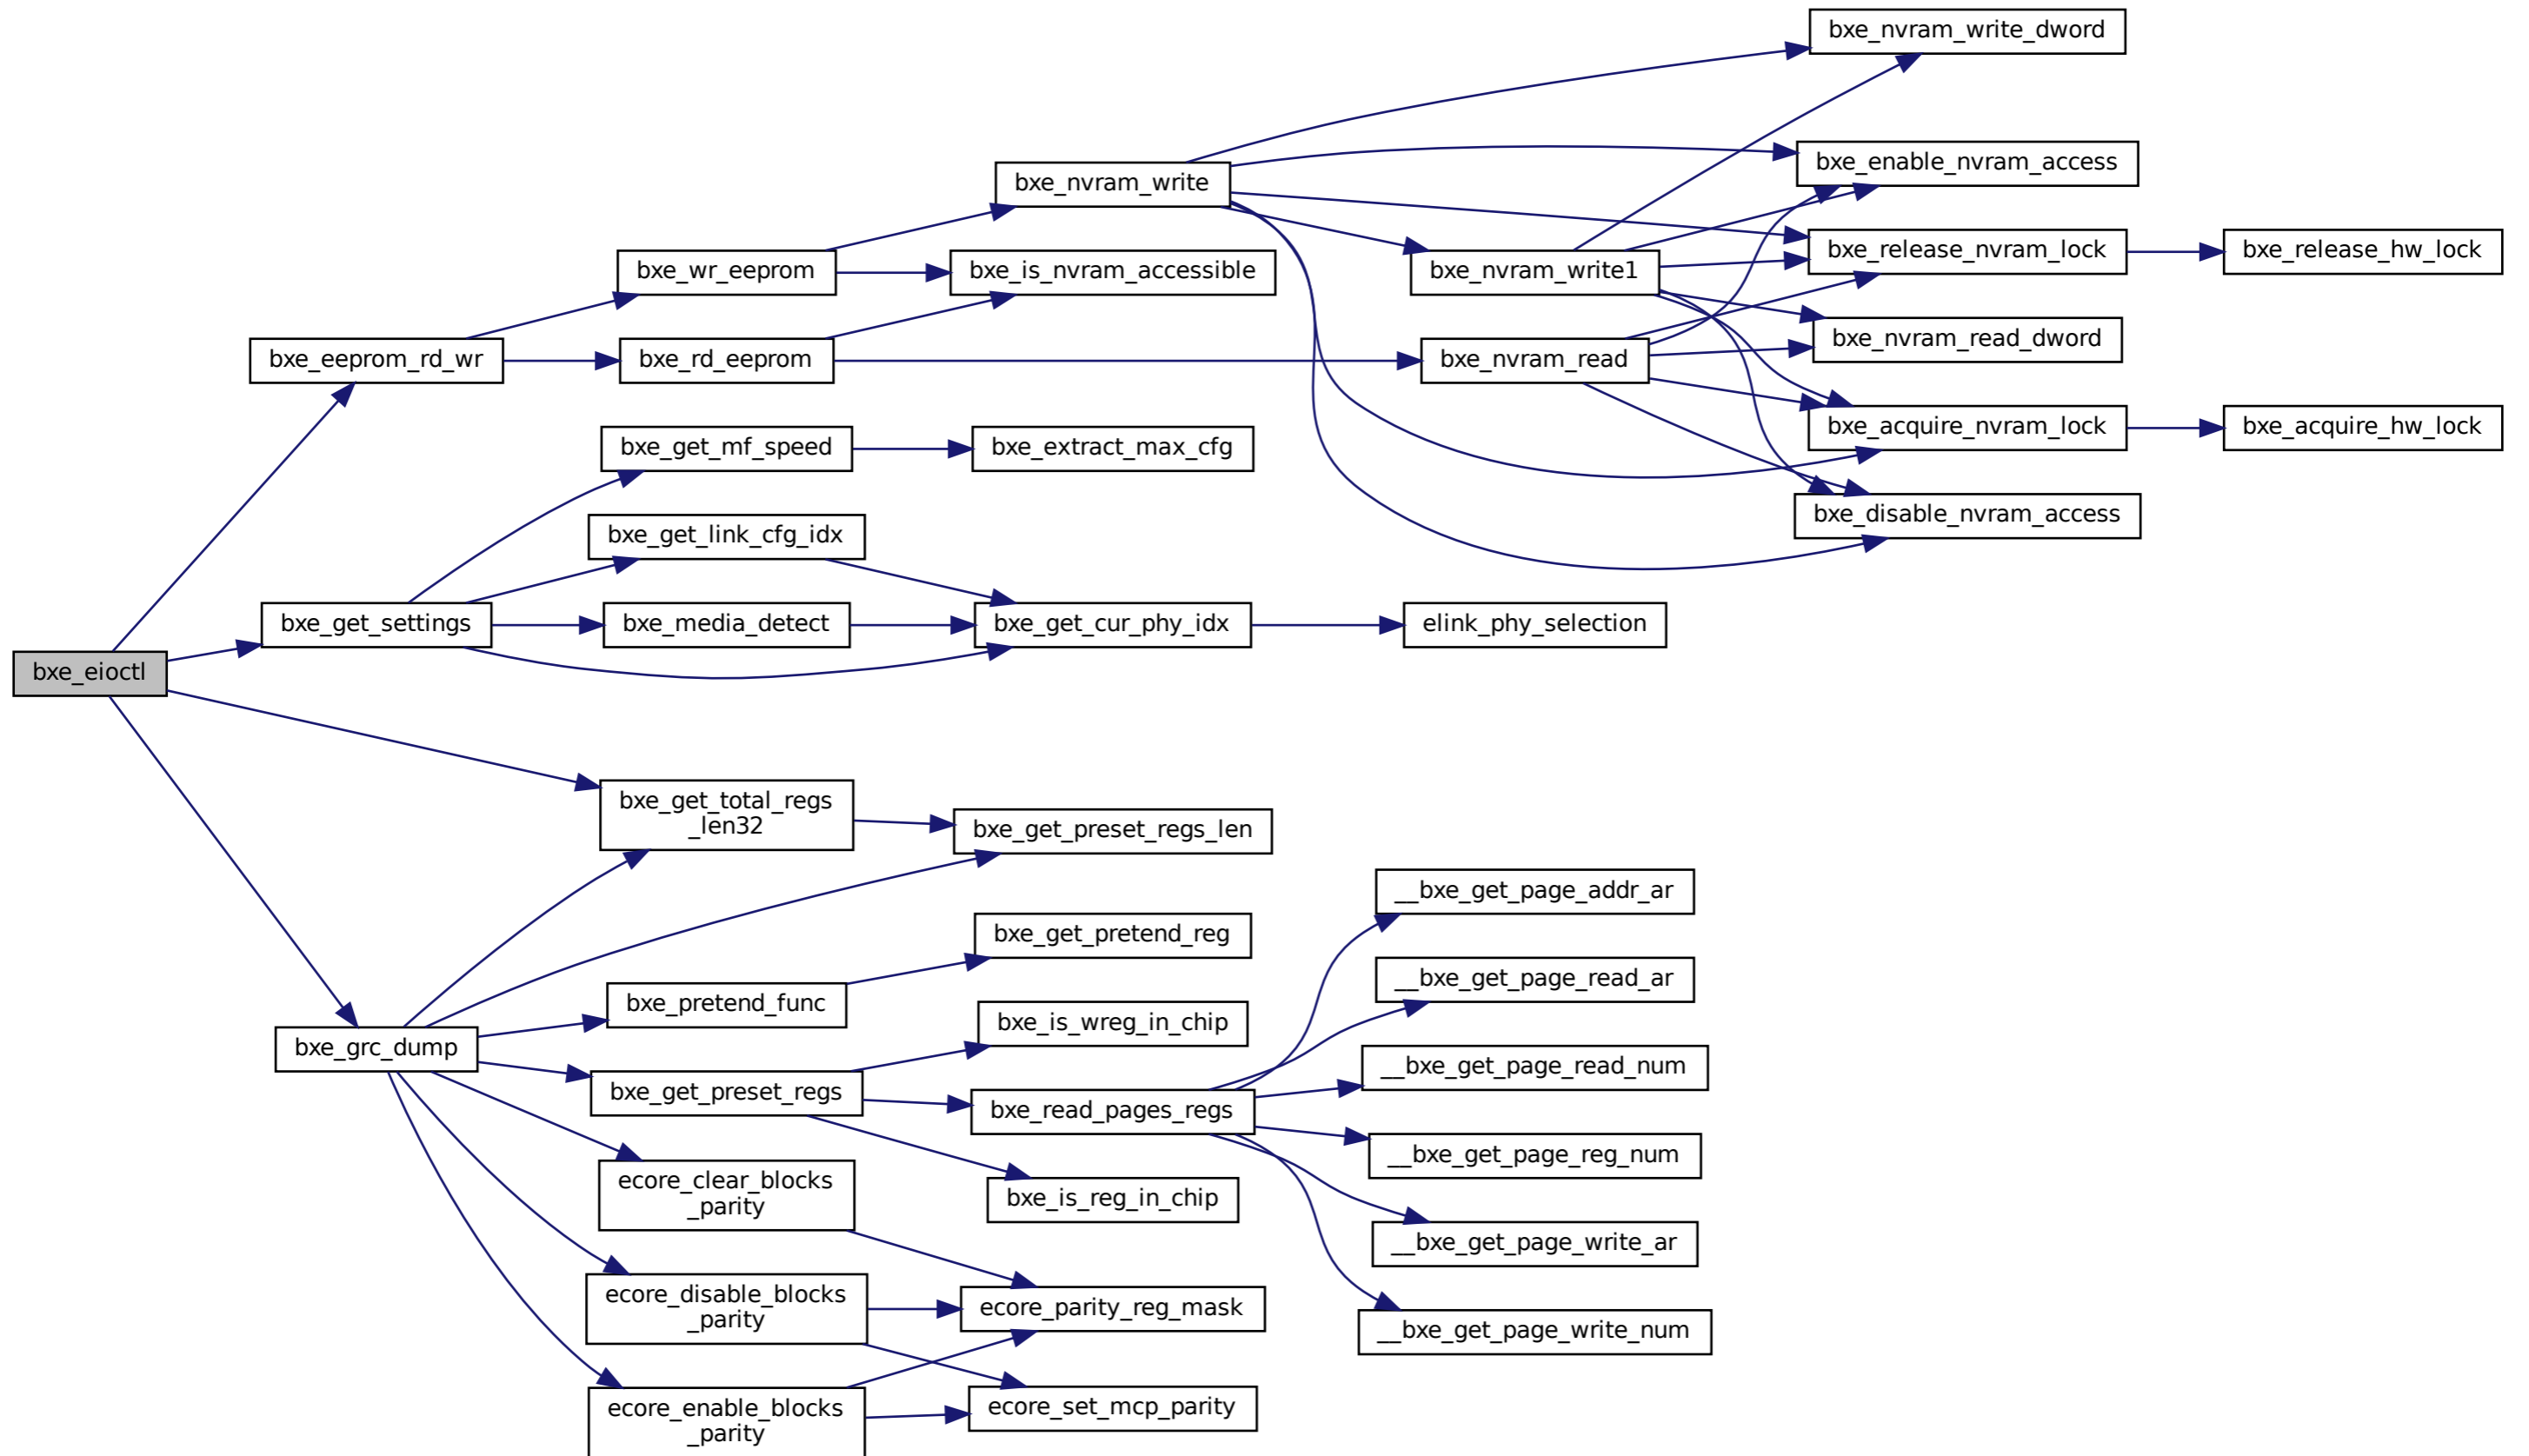 bxe_nvram_write_dword
bxe_enable_nvram_access
bxe_nvram_write
bxe_release_nvram_lock
bxe_release_hw_lock
bxe_wr_eeprom
bxe_is_nvram_accessible
bxe_nvram_write1
bxe_nvram_read_dword
bxe_eeprom_rd_wr
bxe_rd_eeprom
bxe_nvram_read
bxe_acquire_nvram_lock
bxe_acquire_hw_lock
bxe_get_mf_speed
bxe_extract_max_cfg
bxe_disable_nvram_access
bxe_get_link_cfg_idx
bxe_get_settings
bxe_media_detect
bxe_get_cur_phy_idx
elink_phy_selection
bxe_eioctl
bxe_get_total_regs
_len32
bxe_get_preset_regs_len
__bxe_get_page_addr_ar
bxe_get_pretend_reg
__bxe_get_page_read_ar
bxe_pretend_func
bxe_is_wreg_in_chip
bxe_grc_dump
__bxe_get_page_read_num
bxe_get_preset_regs
bxe_read_pages_regs
__bxe_get_page_reg_num
ecore_clear_blocks
_parity
bxe_is_reg_in_chip
__bxe_get_page_write_ar
ecore_disable_blocks
_parity
ecore_parity_reg_mask
__bxe_get_page_write_num
ecore_enable_blocks
_parity
ecore_set_mcp_parity